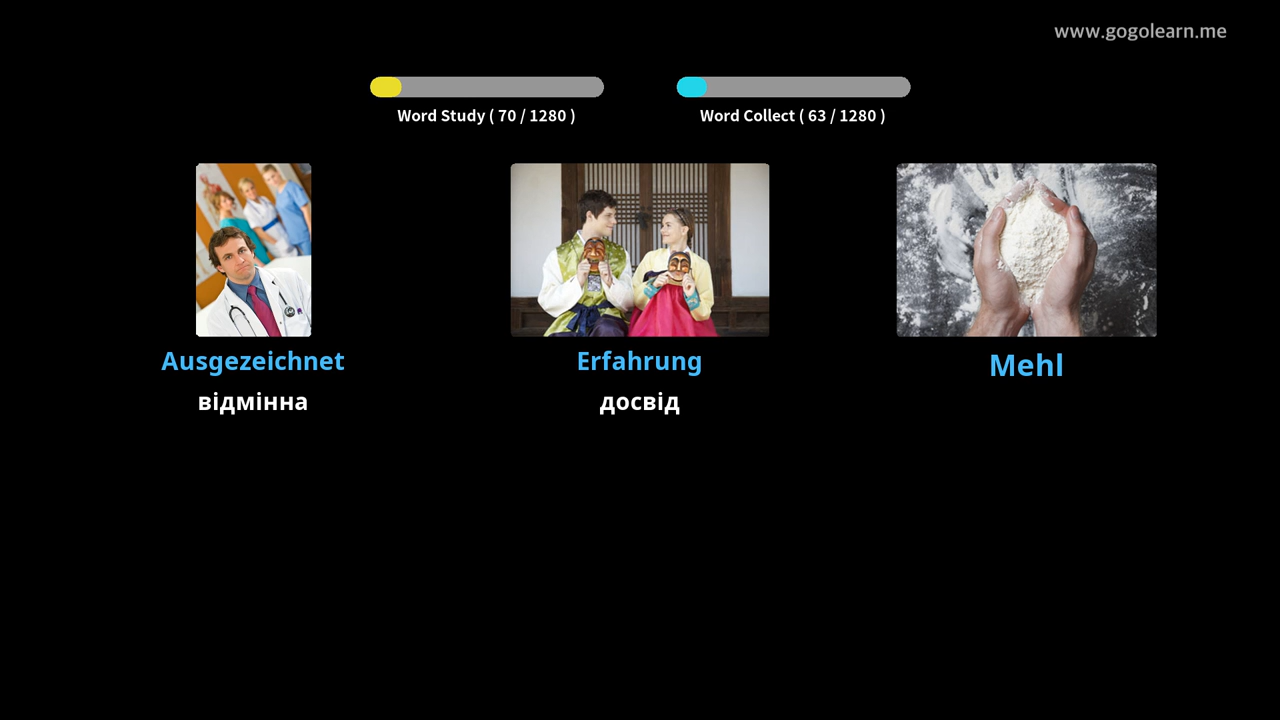 www.gogolearn.me
Word Study ( 70 / 1280 )
Word Collect ( 63 / 1280 )
Ausgezeichnet
відмінна
Erfahrung
досвід
Mehl